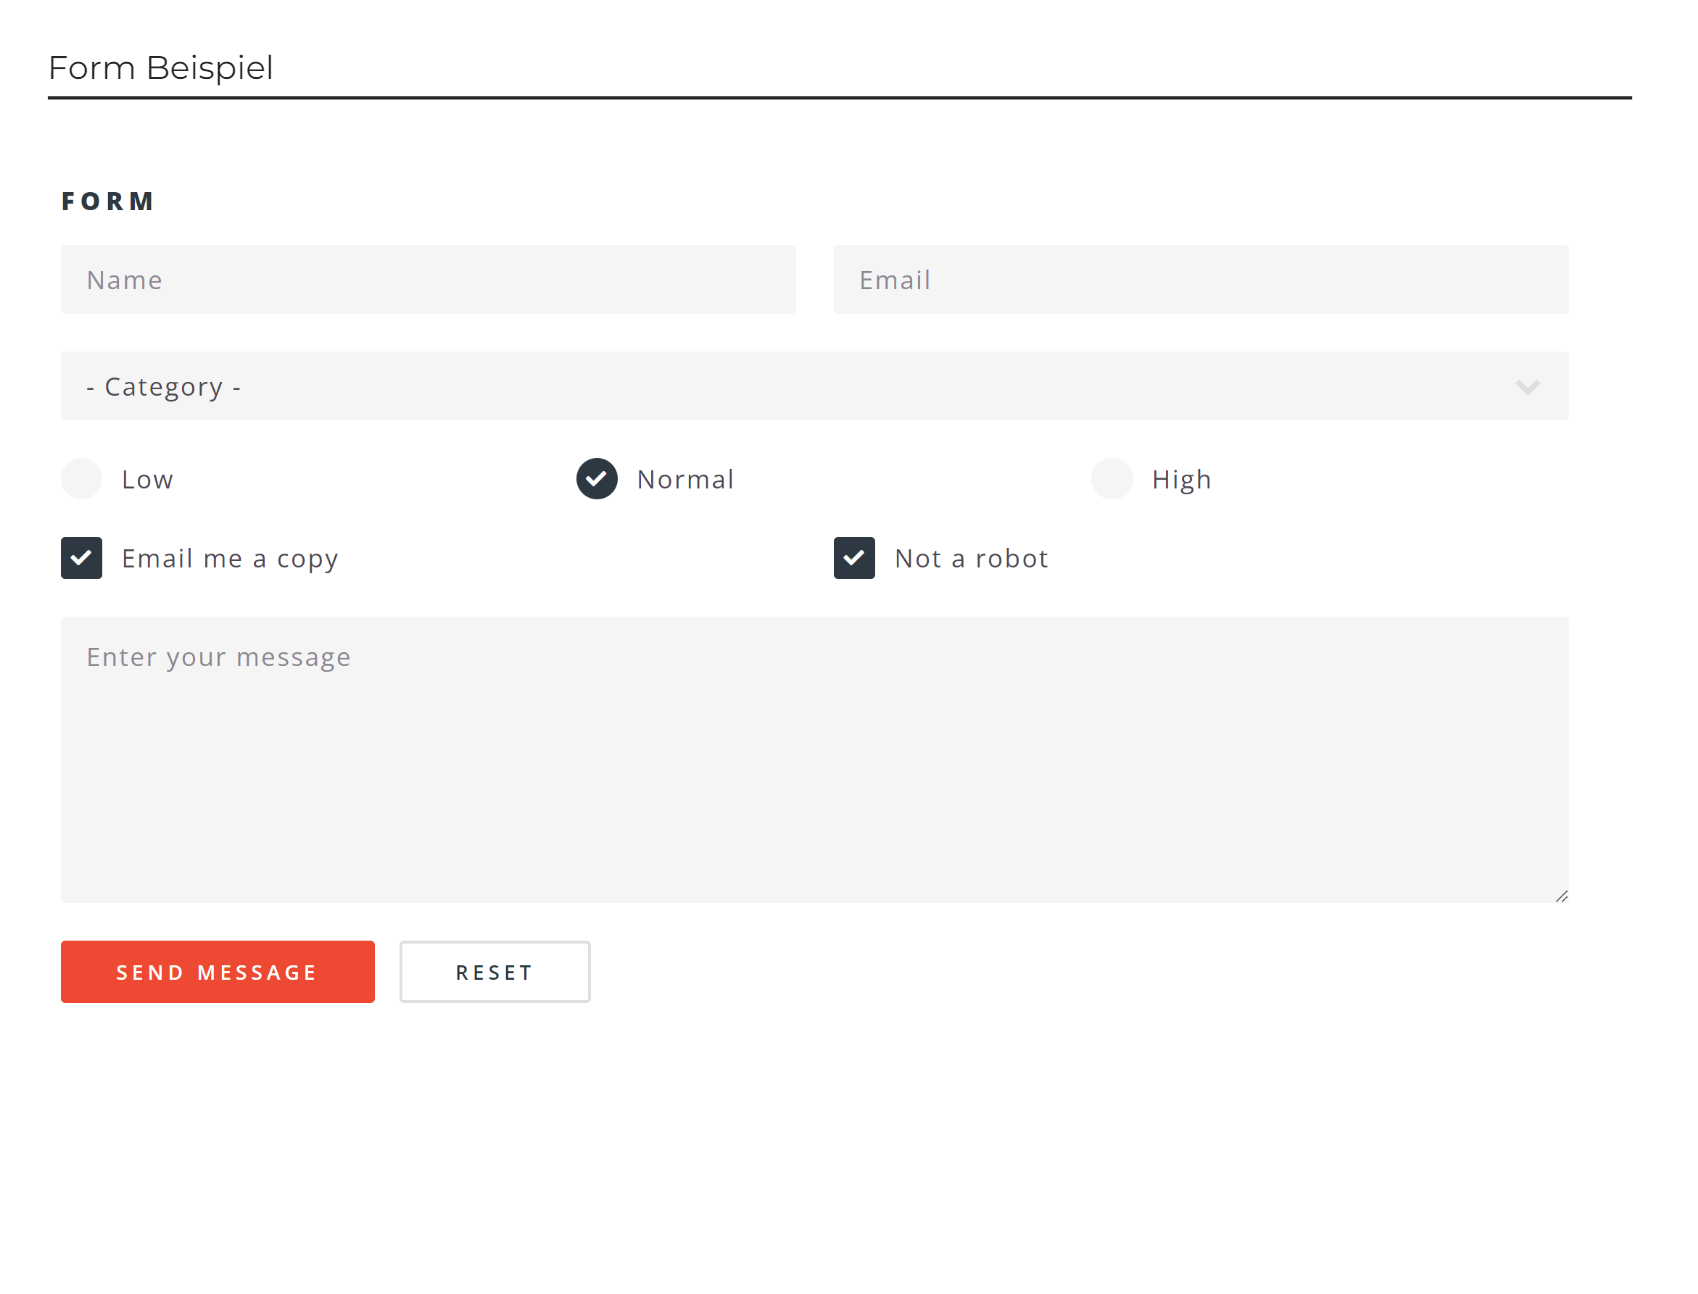 Form Beispiel
FORM
Name
Email
- Category -
Low
Normal
High
Email me a copy
Not a robot
Enter your message
SEND MESSAGE
RESET